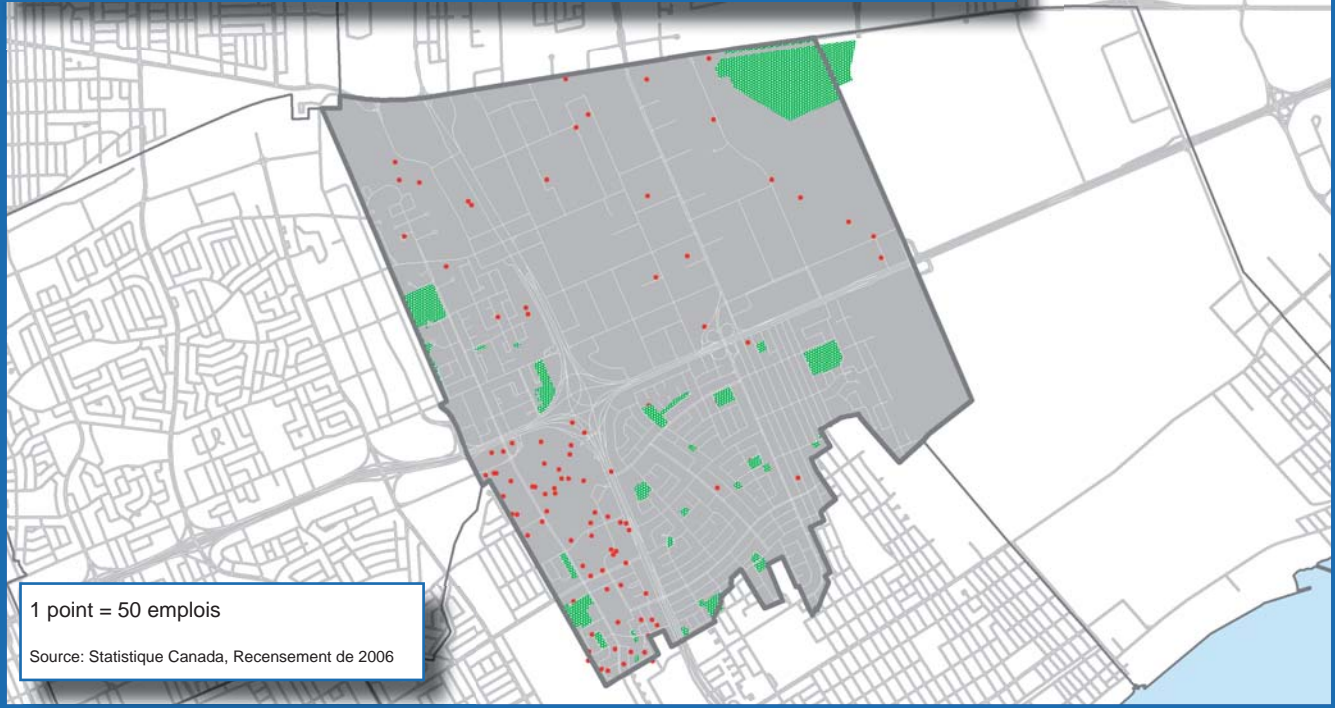 1 point = 50 emplois
Source: Statistique Canada, Recensement de 2006